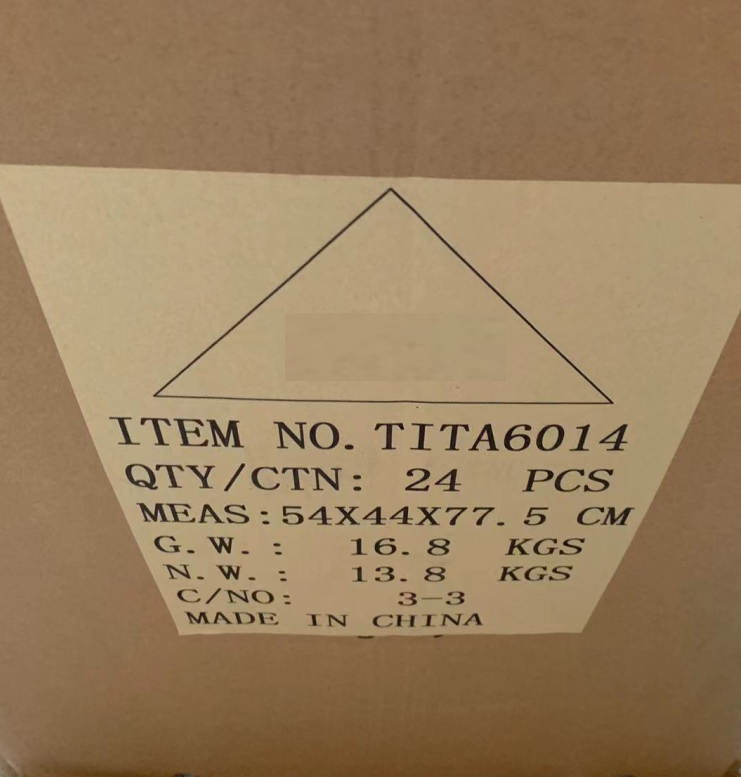 ITEM NO. TITA6014
QTY/CTN: 24 PCS
MEAS:54X44X77.5 CM
G.W.: 16.8 KGS
N.W.: 13.8 KGS
C/NO: 3-3
MADE IN CHINA